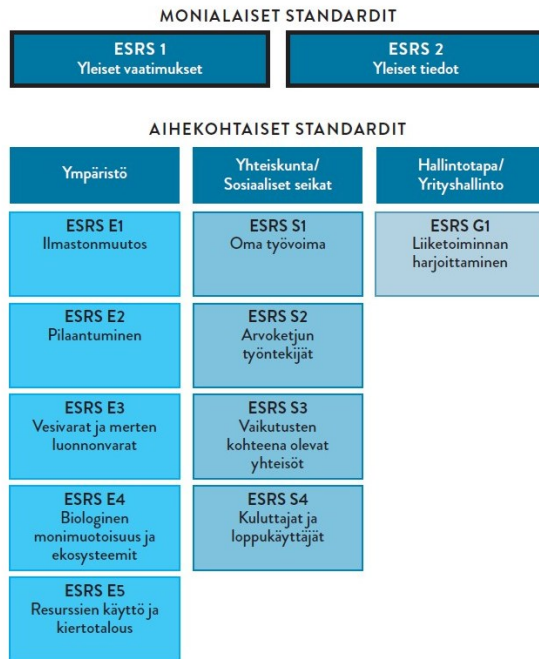 MONIALAISET STANDARDIT
ESRS 1
Yleiset vaatimukset
ESRS 2
Yleiset tiedot
AIHEKOHTAISET STANDARDIT
Ympäristö
Yhteiskunta/
Sosiaaliset seikat
Hallintotapa/
Yrityshallinto
ESRS E1
Ilmastonmuutos
ESRS S1
Oma työvoima
ESRS G1
Liiketoiminnan
harjoittaminen
ESRS E2
Pilaantuminen
ESRS S2
Arvoketjun
työntekijät
ESRS E3
Vesivarat ja merten
luonnonvarat
ESRS S3
Vaikutusten
kohteena olevat
yhteisöt
ESRS E4
Biologinen
monimuotoisuus ja
ekosysteemit
ESRS S4
Kuluttajat ja
loppukäyttäjät
ESRS E5
Resurssien käyttö ja
kiertotalous